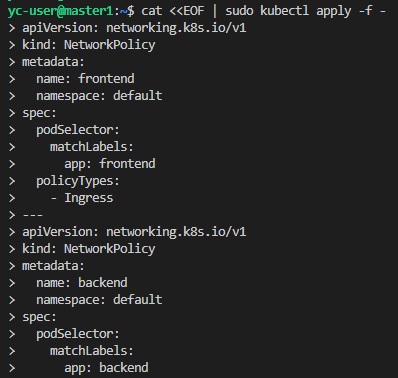 yc-user@master1:~$ cat <<EOF | sudo kubectl apply -f -
> apiVersion: networking.k8s.io/v1
> kind: NetworkPolicy
> metadata:
>   name: frontend
>   namespace: default
> spec:
>   podSelector:
>     matchLabels:
>       app: frontend
>   policyTypes:
>     - Ingress
> ---
> apiVersion: networking.k8s.io/v1
> kind: NetworkPolicy
> metadata:
>   name: backend
>   namespace: default
> spec:
>   podSelector:
>     matchLabels:
>       app: backend